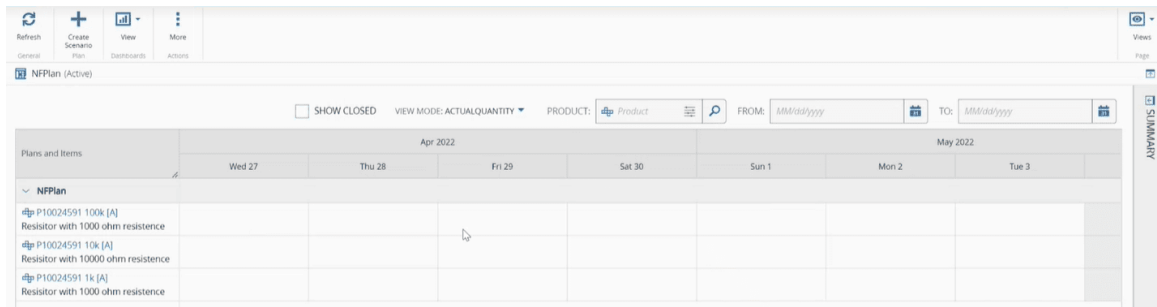 Refresh
Create Scenario
View
More
General
Plan
Dashboards
Actions
Views
Page
NFPlan (Active)
SHOW CLOSED
VIEW MODE: ACTUALQUANTITY
PRODUCT: Product
FROM: MM/dd/yyyy
TO: MM/dd/yyyy
SUMMARY
Plans and Items
Apr 2022
May 2022
Wed 27
Thu 28
Fri 29
Sat 30
Sun 1
Mon 2
Tue 3
NFPlan
P10024591 100k [A]
Resisitor with 1000 ohm resistence
P10024591 10k [A]
Resisitor with 10000 ohm resistence
P10024591 1k [A]
Resisitor with 1000 ohm resistence